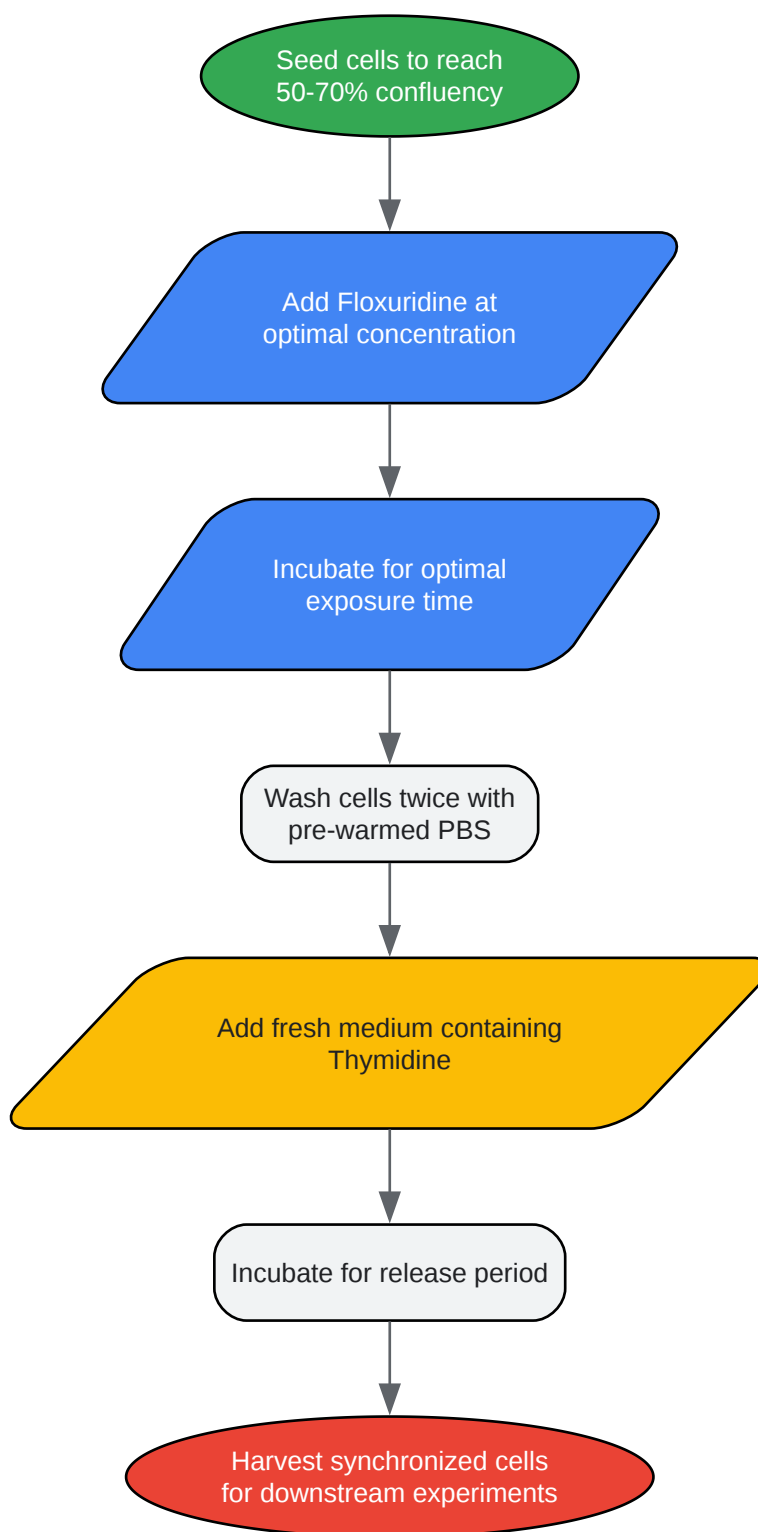 Seed cells to reach
50-70% confluency
Add Floxuridine at
optimal concentration
Incubate for optimal
exposure time
Wash cells twice with
pre-warmed PBS
Add fresh medium containing
Thymidine
Incubate for release period
Harvest synchronized cells
for downstream experiments